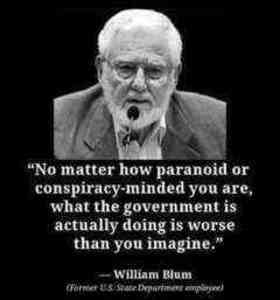 “No matter how paranoid or
conspiracy-minded you are,
what the government is
actually doing is worse
than you imagine.”
— William Blum
(Former U.S. State Department employee)